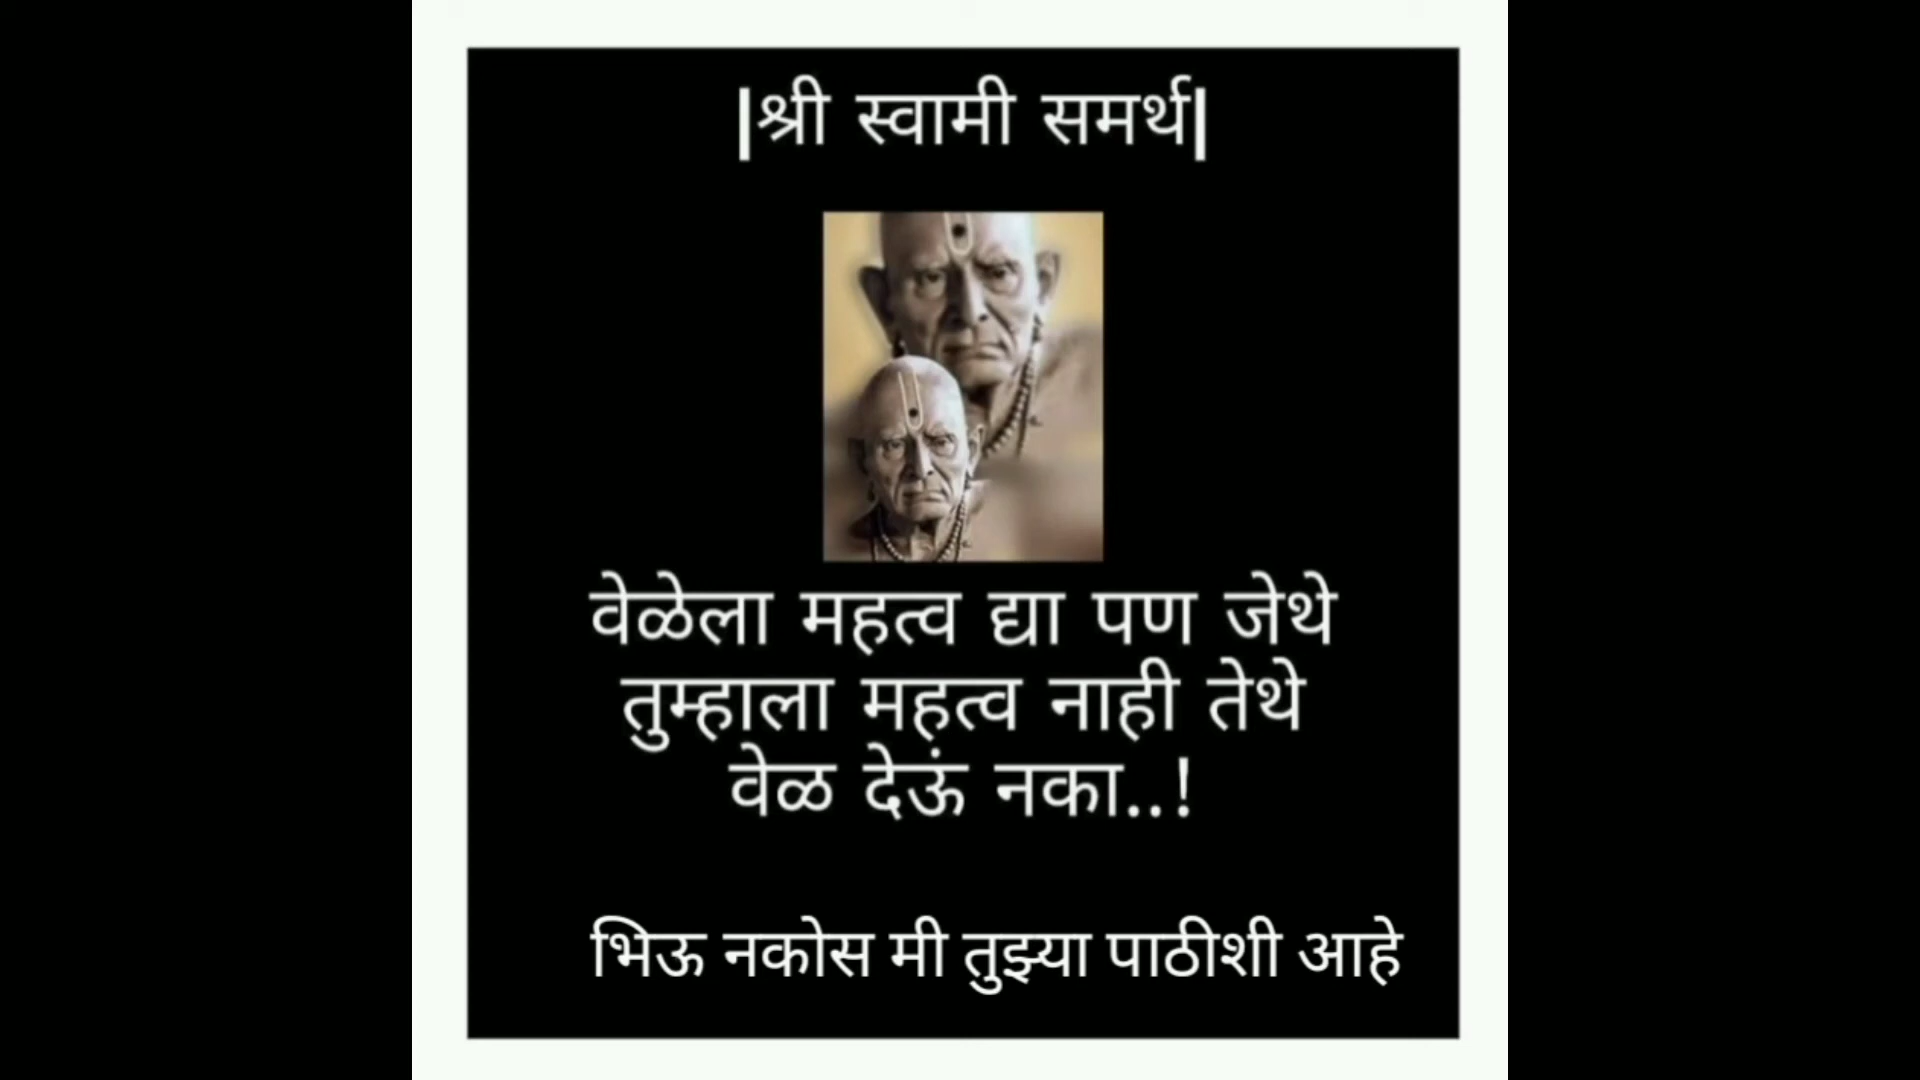 |श्री स्वामी समर्थ|
वेळेला महत्व द्या पण जेथे
तुम्हाला महत्व नाही तेथे
वेळ देऊं नका..!
भिऊ नकोस मी तुझ्या पाठीशी आहे